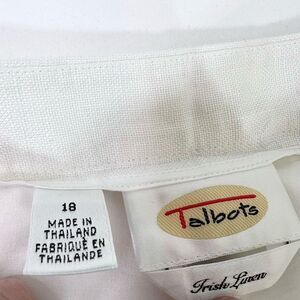 18
MADE IN
THAILAND
FABRIQUÉ EN
THAÏLANDE
Talbots
Irish Linen